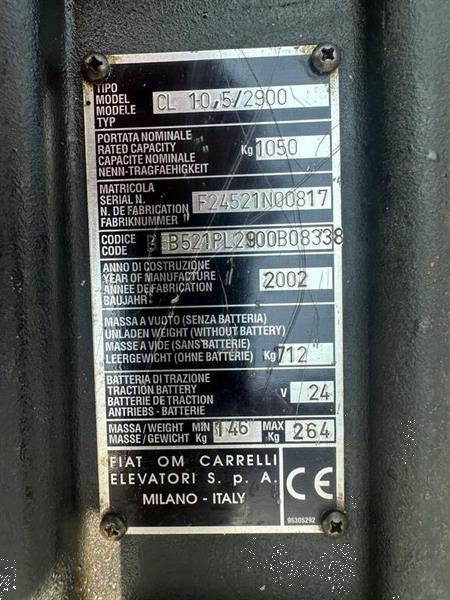 TIPO
MODEL
MODELE
TYP
CL 10,5/2900
PORTATA NOMINALE
RATED CAPACITY
CAPACITE NOMINALE
NENN-TRAGFAEHIGKEIT
Kg 1050
MATRICOLA
SERIAL N.
N. DE FABRICATION
FABRIKNUMMER
F24521N00817
CODICE
CODE
B521PL2900B08338
ANNO DI COSTRUZIONE
YEAR OF MANUFACTURE
ANNEE DE FABRICATION
BAUJAHR
2002
MASSA A VUOTO (SENZA BATTERIA)
UNLADEN WEIGHT (WITHOUT BATTERY)
MASSE A VIDE (SANS BATTERIE)
LEERGEWICHT (OHNE BATTERIE)
Kg 712
BATTERIA DI TRAZIONE
TRACTION BATTERY
BATTERIE DE TRACTION
ANTRIEBS - BATTERIE
V 24
MASSA/WEIGHT MIN 146 MAX 264
MASSE/GEWICHT Kg Kg
FIAT OM CARRELLI
ELEVATORI S. p. A.
MILANO - ITALY
CE
95305292